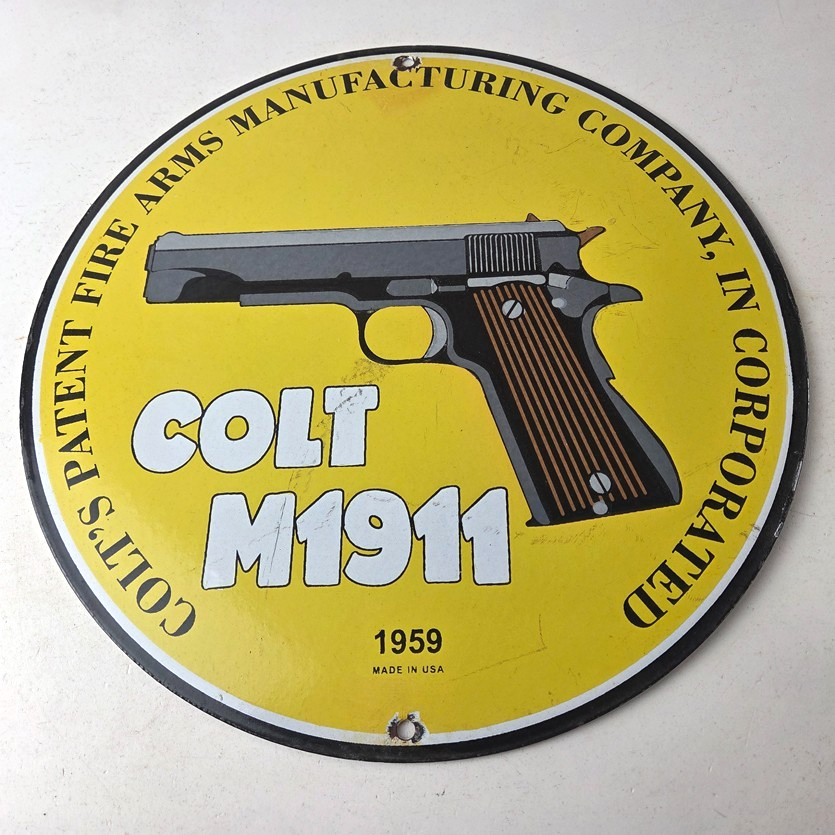 COLT'S PATENT FIRE ARMS MANUFACTURING COMPANY, IN CORPORATED
COLT
M1911
1959
MADE IN USA